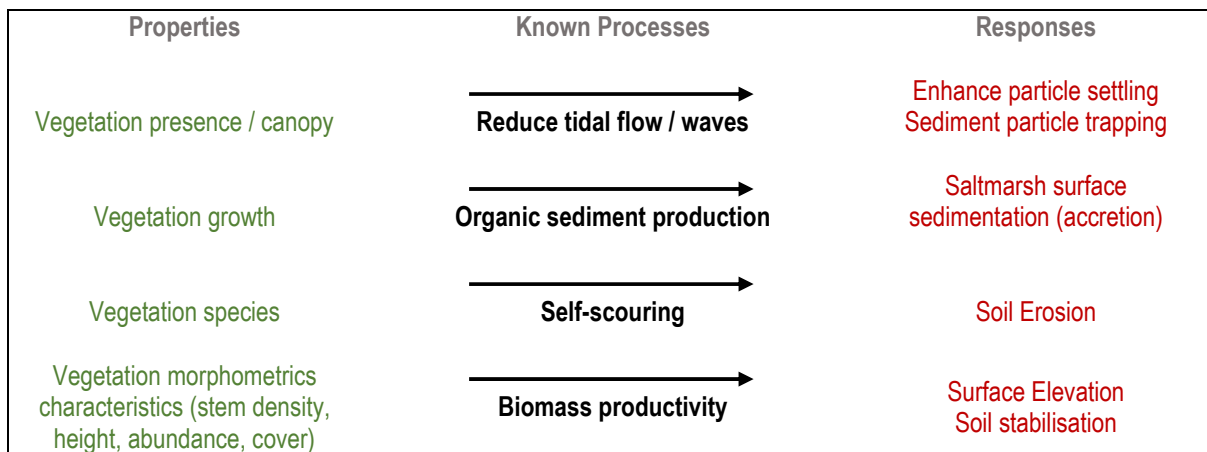 Properties Known Processes Responses
Vegetation presence / canopy
Reduce tidal flow / waves
Enhance particle settling
Sediment particle trapping
Vegetation growth
Organic sediment production
Saltmarsh surface
sedimentation (accretion)
Vegetation species
Self-scouring
Soil Erosion
Vegetation morphometrics
characteristics (stem density,
height, abundance, cover)
Biomass productivity
Surface Elevation
Soil stabilisation